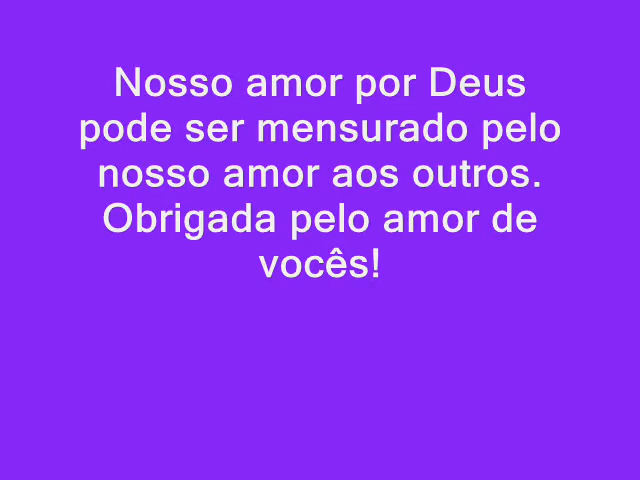 Nosso amor por Deus
pode ser mensurado pelo
nosso amor aos outros.
Obrigada pelo amor de
vocês!